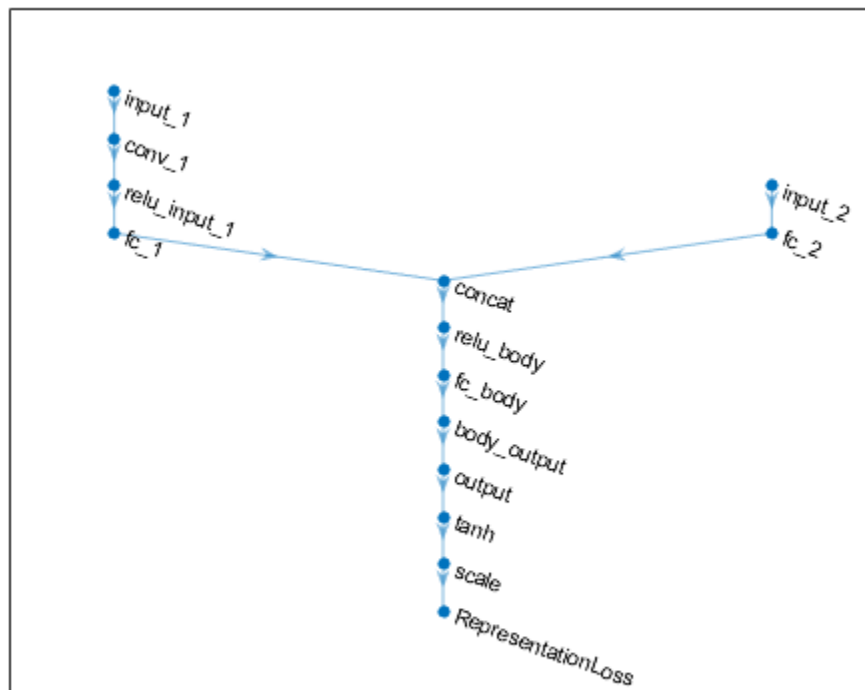 input_1
conv_1
relu_input_1
fc_1
input_2
fc_2
concat
relu_body
fc_body
body_output
output
tanh
scale
RepresentationLoss